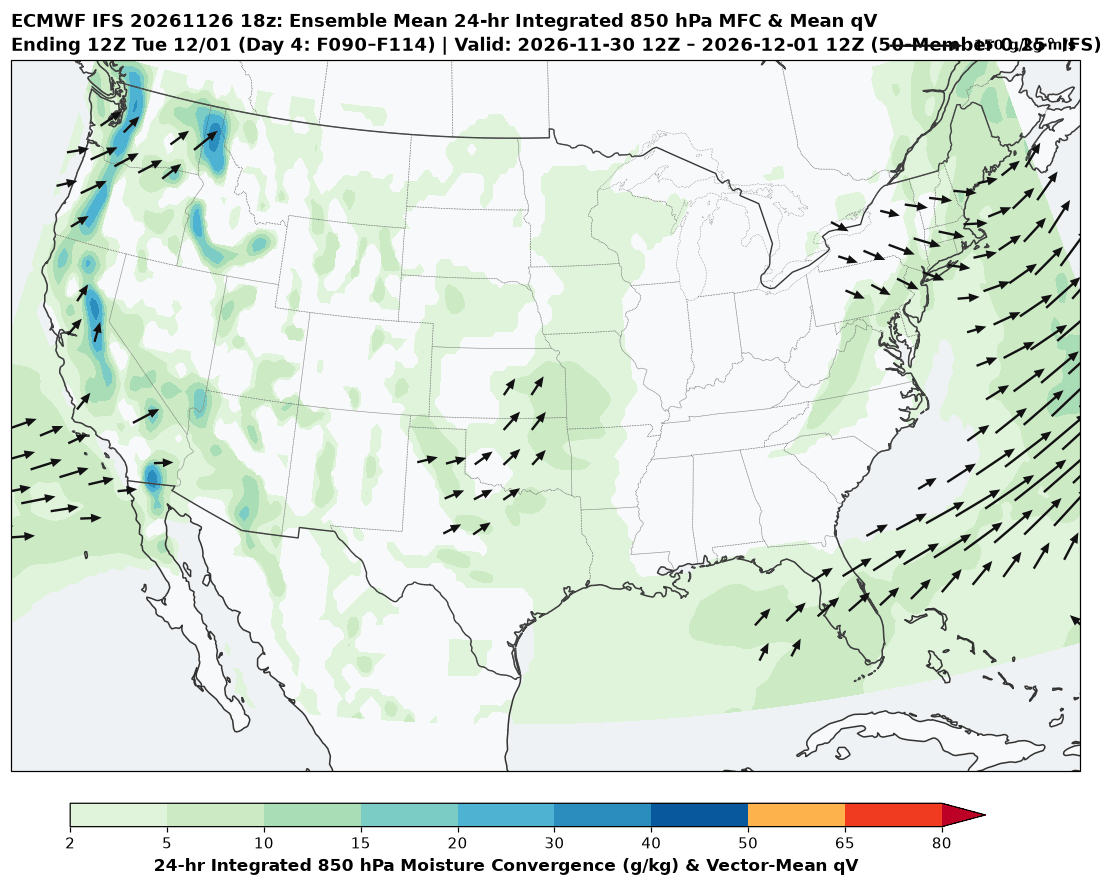 ECMWF IFS 20261126 18z: Ensemble Mean 24-hr Integrated 850 hPa MFC & Mean qV
Ending 12Z Tue 12/01 (Day 4: F090–F114) | Valid: 2026-11-30 12Z – 2026-12-01 12Z (50-Member 0.25° IFS)
2 5 10 15 20 30 40 50 65 80
24-hr Integrated 850 hPa Moisture Convergence (g/kg) & Vector-Mean qV